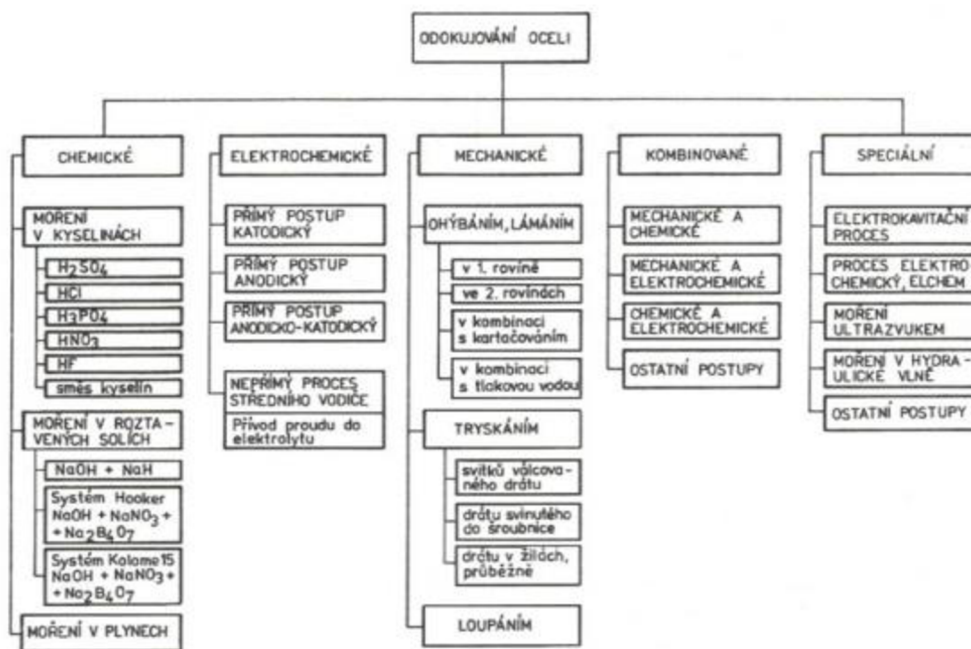 ODOKUJOVÁNÍ OCELI
CHEMICKÉ
MOŘENÍ
V KYSELINÁCH
H₂SO₄
HCl
H₃PO₄
HNO₃
HF
směs kyselin
MOŘENÍ V ROZTA-
VENÝCH SOLÍCH
NaOH + NaH
Systém Hooker
NaOH + NaNO₃ +
+ Na₂B₄O₇
Systém Kolame 15
NaOH + NaNO₃ +
+ Na₂B₄O₇
MOŘENÍ V PLYNECH
ELEKTROCHEMICKÉ
PŘÍMÝ POSTUP
KATODICKÝ
PŘÍMÝ POSTUP
ANODICKÝ
PŘÍMÝ POSTUP
ANODICKO-KATODICKÝ
NEPŘÍMÝ PROCES
STŘEDNÍHO VODIČE
Přívod proudu do
elektrolytu
MECHANICKÉ
OHÝBÁNÍM, LÁMÁNÍM
v 1. rovině
ve 2. rovinách
v kombinaci
s kartáčováním
v kombinaci
s tlakovou vodou
TRYSKÁNÍM
svitků válcova-
ného drátu
drátu svinutého
do šroubnice
drátu v žilách,
průběžně
LOUPÁNÍM
KOMBINOVANÉ
MECHANICKÉ A
CHEMICKÉ
MECHANICKÉ A
ELEKTROCHEMICKÉ
CHEMICKÉ A
ELEKTROCHEMICKÉ
OSTATNÍ POSTUPY
SPECIÁLNÍ
ELEKTROKAVITAČNÍ
PROCES
PROCES ELEKTRO
CHEMICKÝ, ELCHEM
MOŘENÍ
ULTRAZVUKEM
MOŘENÍ V HYDRA-
ULICKÉ VLNĚ
OSTATNÍ POSTUPY